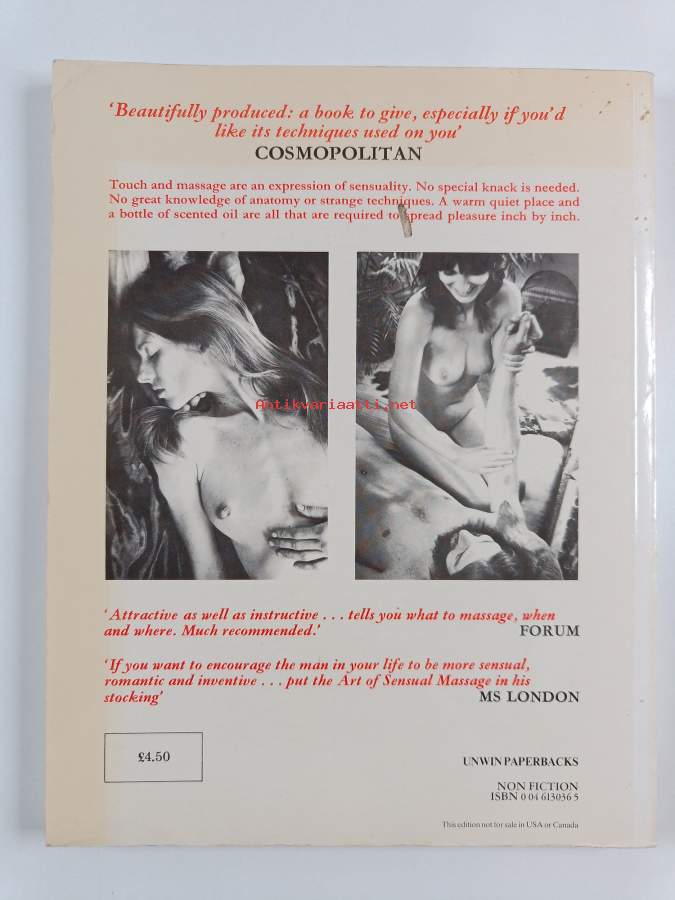 ‘Beautifully produced: a book to give, especially if you’d
like its techniques used on you’
COSMOPOLITAN
Touch and massage are an expression of sensuality. No special knack is needed.
No great knowledge of anatomy or strange techniques. A warm quiet place and
a bottle of scented oil are all that are required to spread pleasure inch by inch.
Antikvariaatti.net
‘Attractive as well as instructive . . . tells you what to massage, when
and where. Much recommended.’ FORUM
‘If you want to encourage the man in your life to be more sensual,
romantic and inventive . . . put the Art of Sensual Massage in his
stocking’ MS LONDON
£4.50
UNWIN PAPERBACKS
NON FICTION
ISBN 0 04 613036 5
This edition not for sale in USA or Canada